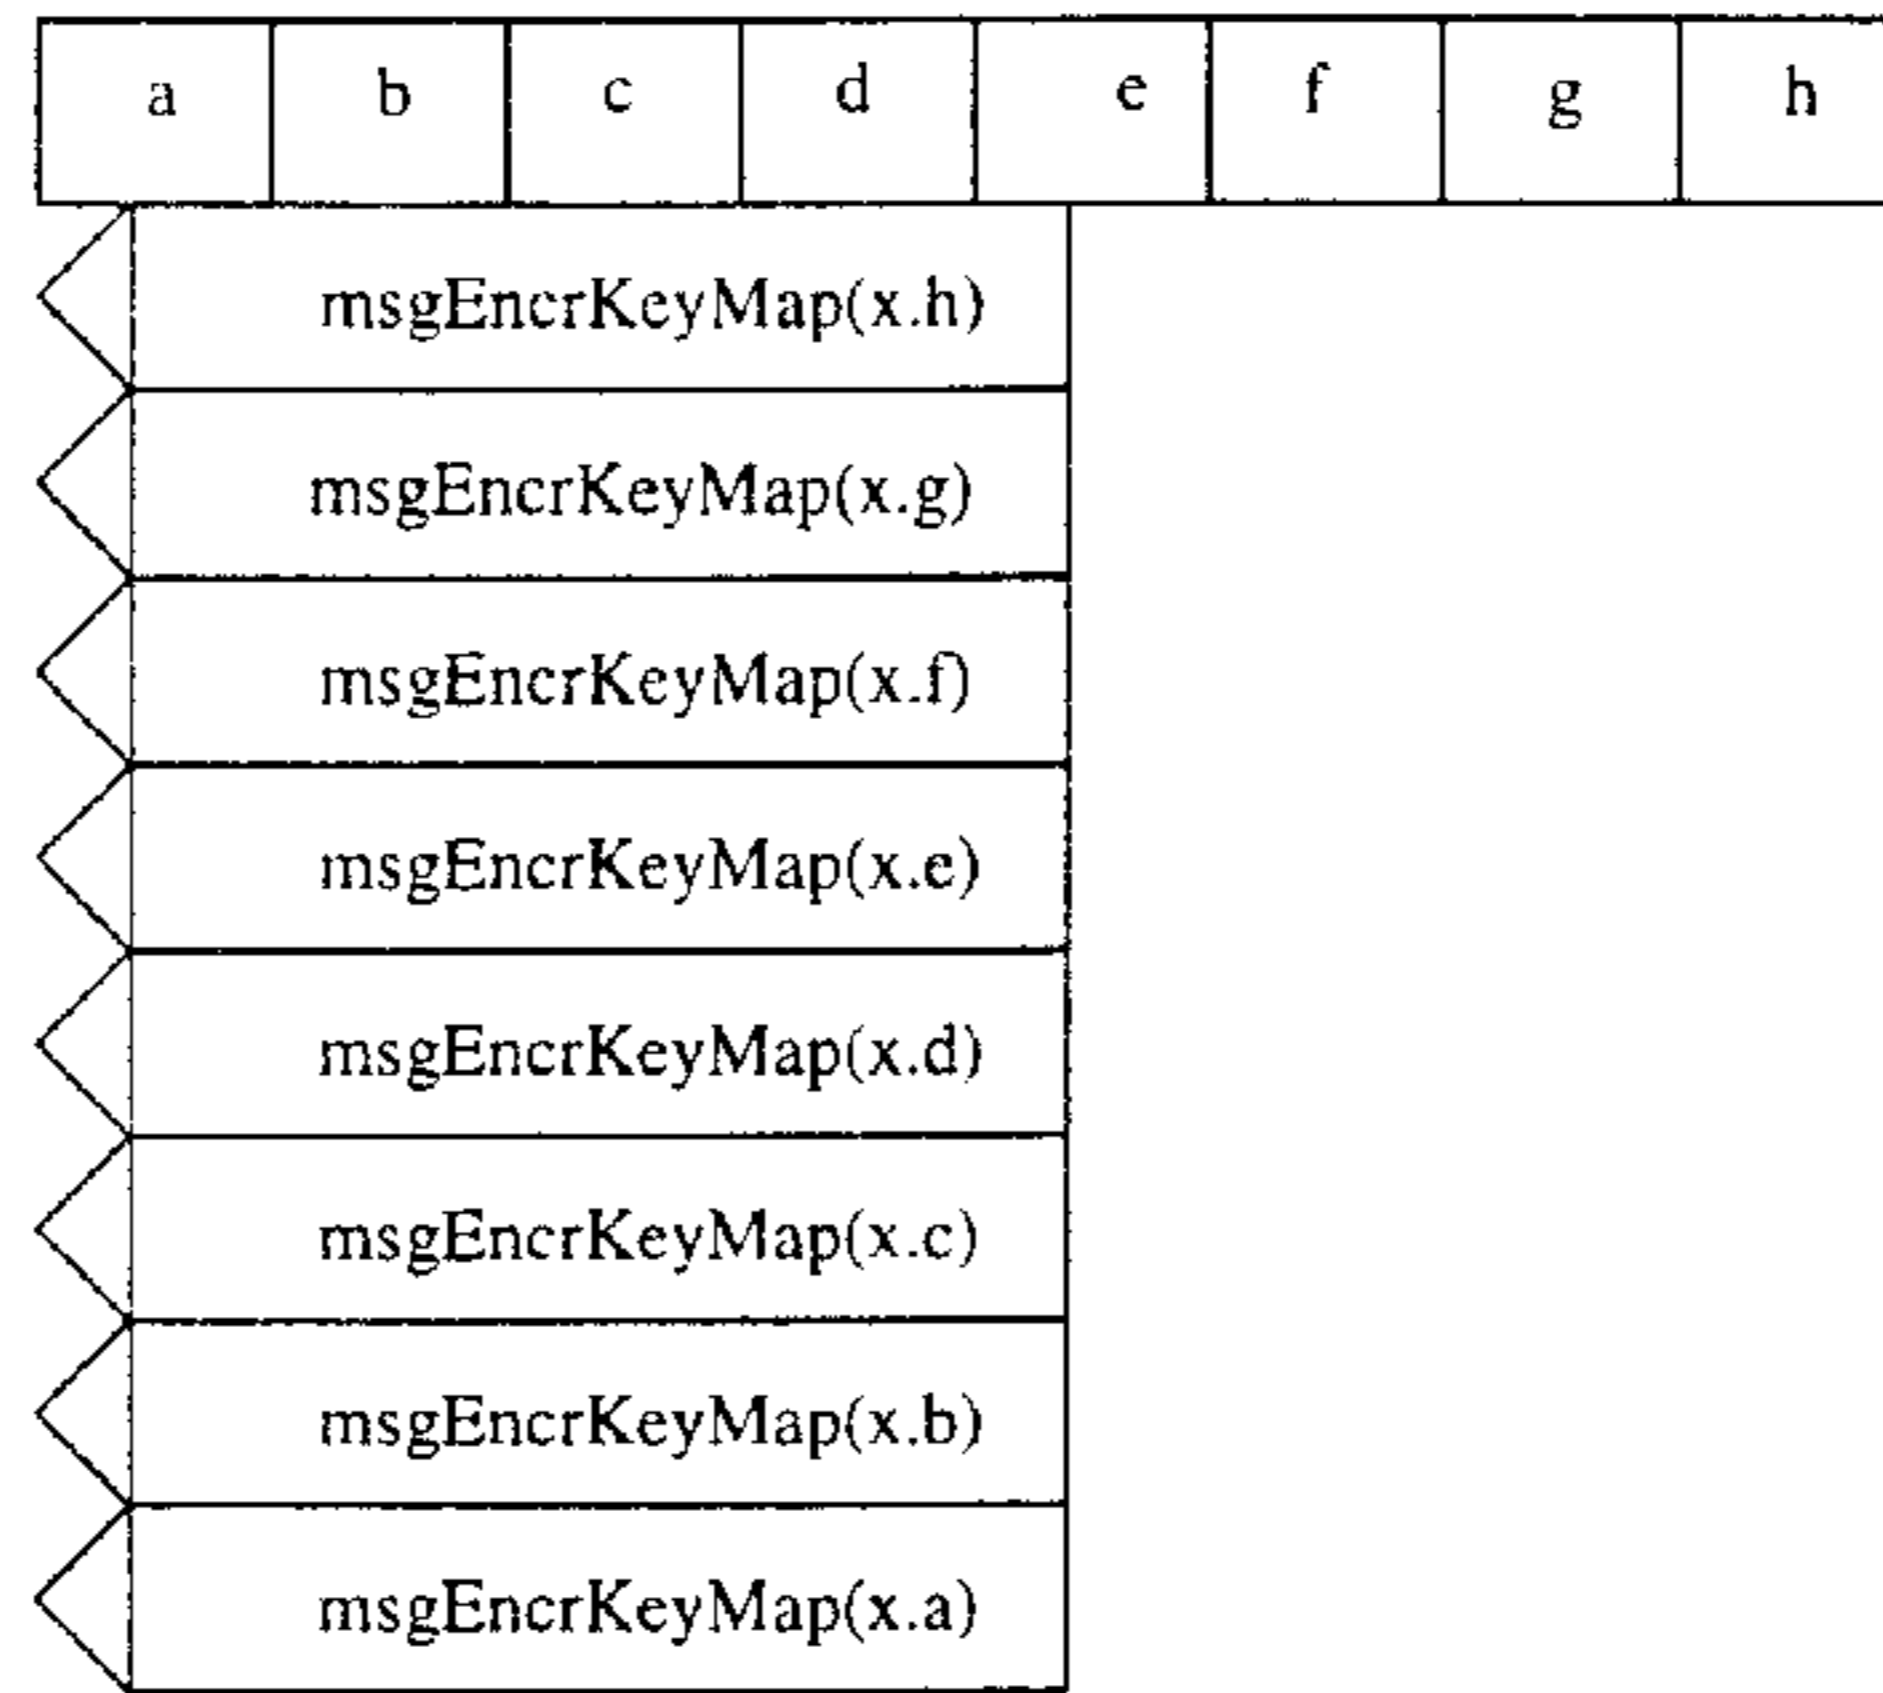 a b c d e f g h
msgEncrKeyMap(x.h)
msgEncrKeyMap(x.g)
msgEncrKeyMap(x.f)
msgEncrKeyMap(x.e)
msgEncrKeyMap(x.d)
msgEncrKeyMap(x.c)
msgEncrKeyMap(x.b)
msgEncrKeyMap(x.a)